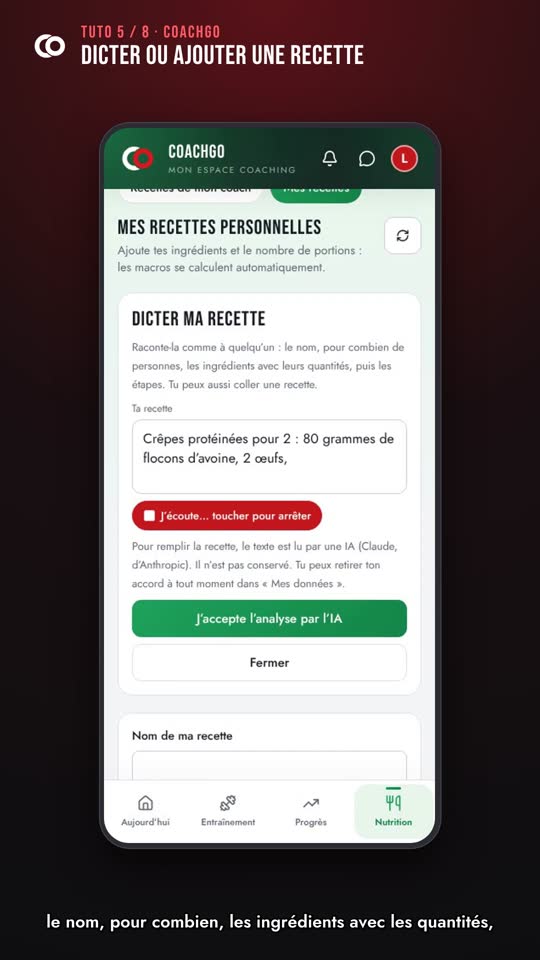 TUTO 5 / 8 · COACHGO
DICTER OU AJOUTER UNE RECETTE
COACHGO
MON ESPACE COACHING
L
Recettes de mon coach
Mes recettes
MES RECETTES PERSONNELLES
Ajoute tes ingrédients et le nombre de portions :
les macros se calculent automatiquement.
DICTER MA RECETTE
Raconte-la comme à quelqu'un : le nom, pour combien de
personnes, les ingrédients avec leurs quantités, puis les
étapes. Tu peux aussi coller une recette.
Ta recette
Crêpes protéinées pour 2 : 80 grammes de
flocons d'avoine, 2 œufs,
J'écoute… toucher pour arrêter
Pour remplir la recette, le texte est lu par une IA (Claude,
d'Anthropic). Il n'est pas conservé. Tu peux retirer ton
accord à tout moment dans « Mes données ».
J'accepte l'analyse par l'IA
Fermer
Nom de ma recette
Aujourd'hui
Entraînement
Progrès
Nutrition
le nom, pour combien, les ingrédients avec les quantités,